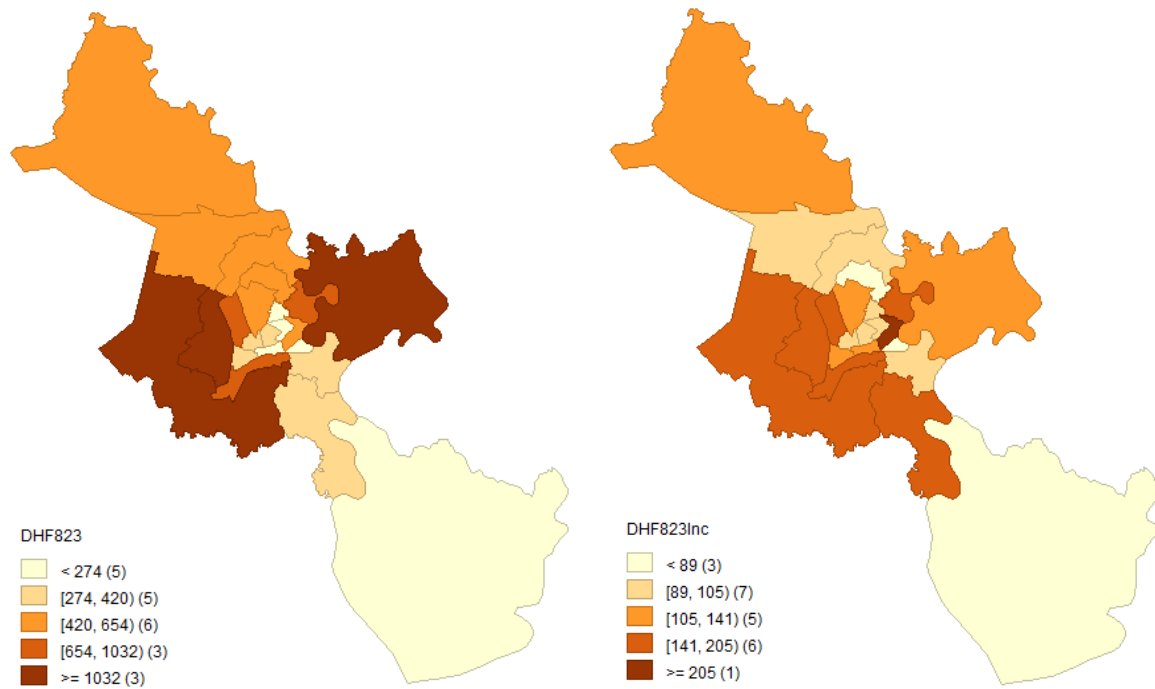 DHF823
< 274 (5)
[274, 420) (5)
[420, 654) (6)
[654, 1032) (3)
>= 1032 (3)
DHF823Inc
< 89 (3)
[89, 105) (7)
[105, 141) (5)
[141, 205) (6)
>= 205 (1)